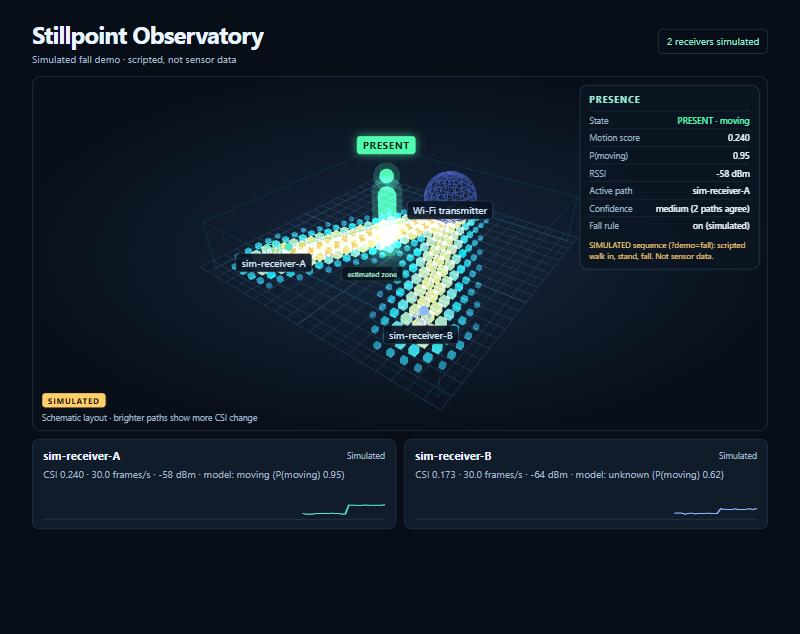 Stillpoint Observatory
Simulated fall demo · scripted, not sensor data
2 receivers simulated
PRESENT
Wi-Fi transmitter
sim-receiver-A
estimated zone
sim-receiver-B
PRESENCE
State PRESENT · moving
Motion score 0.240
P(moving) 0.95
RSSI -58 dBm
Active path sim-receiver-A
Confidence medium (2 paths agree)
Fall rule on (simulated)
SIMULATED sequence (?demo=fall): scripted
walk in, stand, fall. Not sensor data.
SIMULATED
Schematic layout · brighter paths show more CSI change
sim-receiver-A Simulated
CSI 0.240 · 30.0 frames/s · -58 dBm · model: moving (P(moving) 0.95)
sim-receiver-B Simulated
CSI 0.173 · 30.0 frames/s · -64 dBm · model: unknown (P(moving) 0.62)